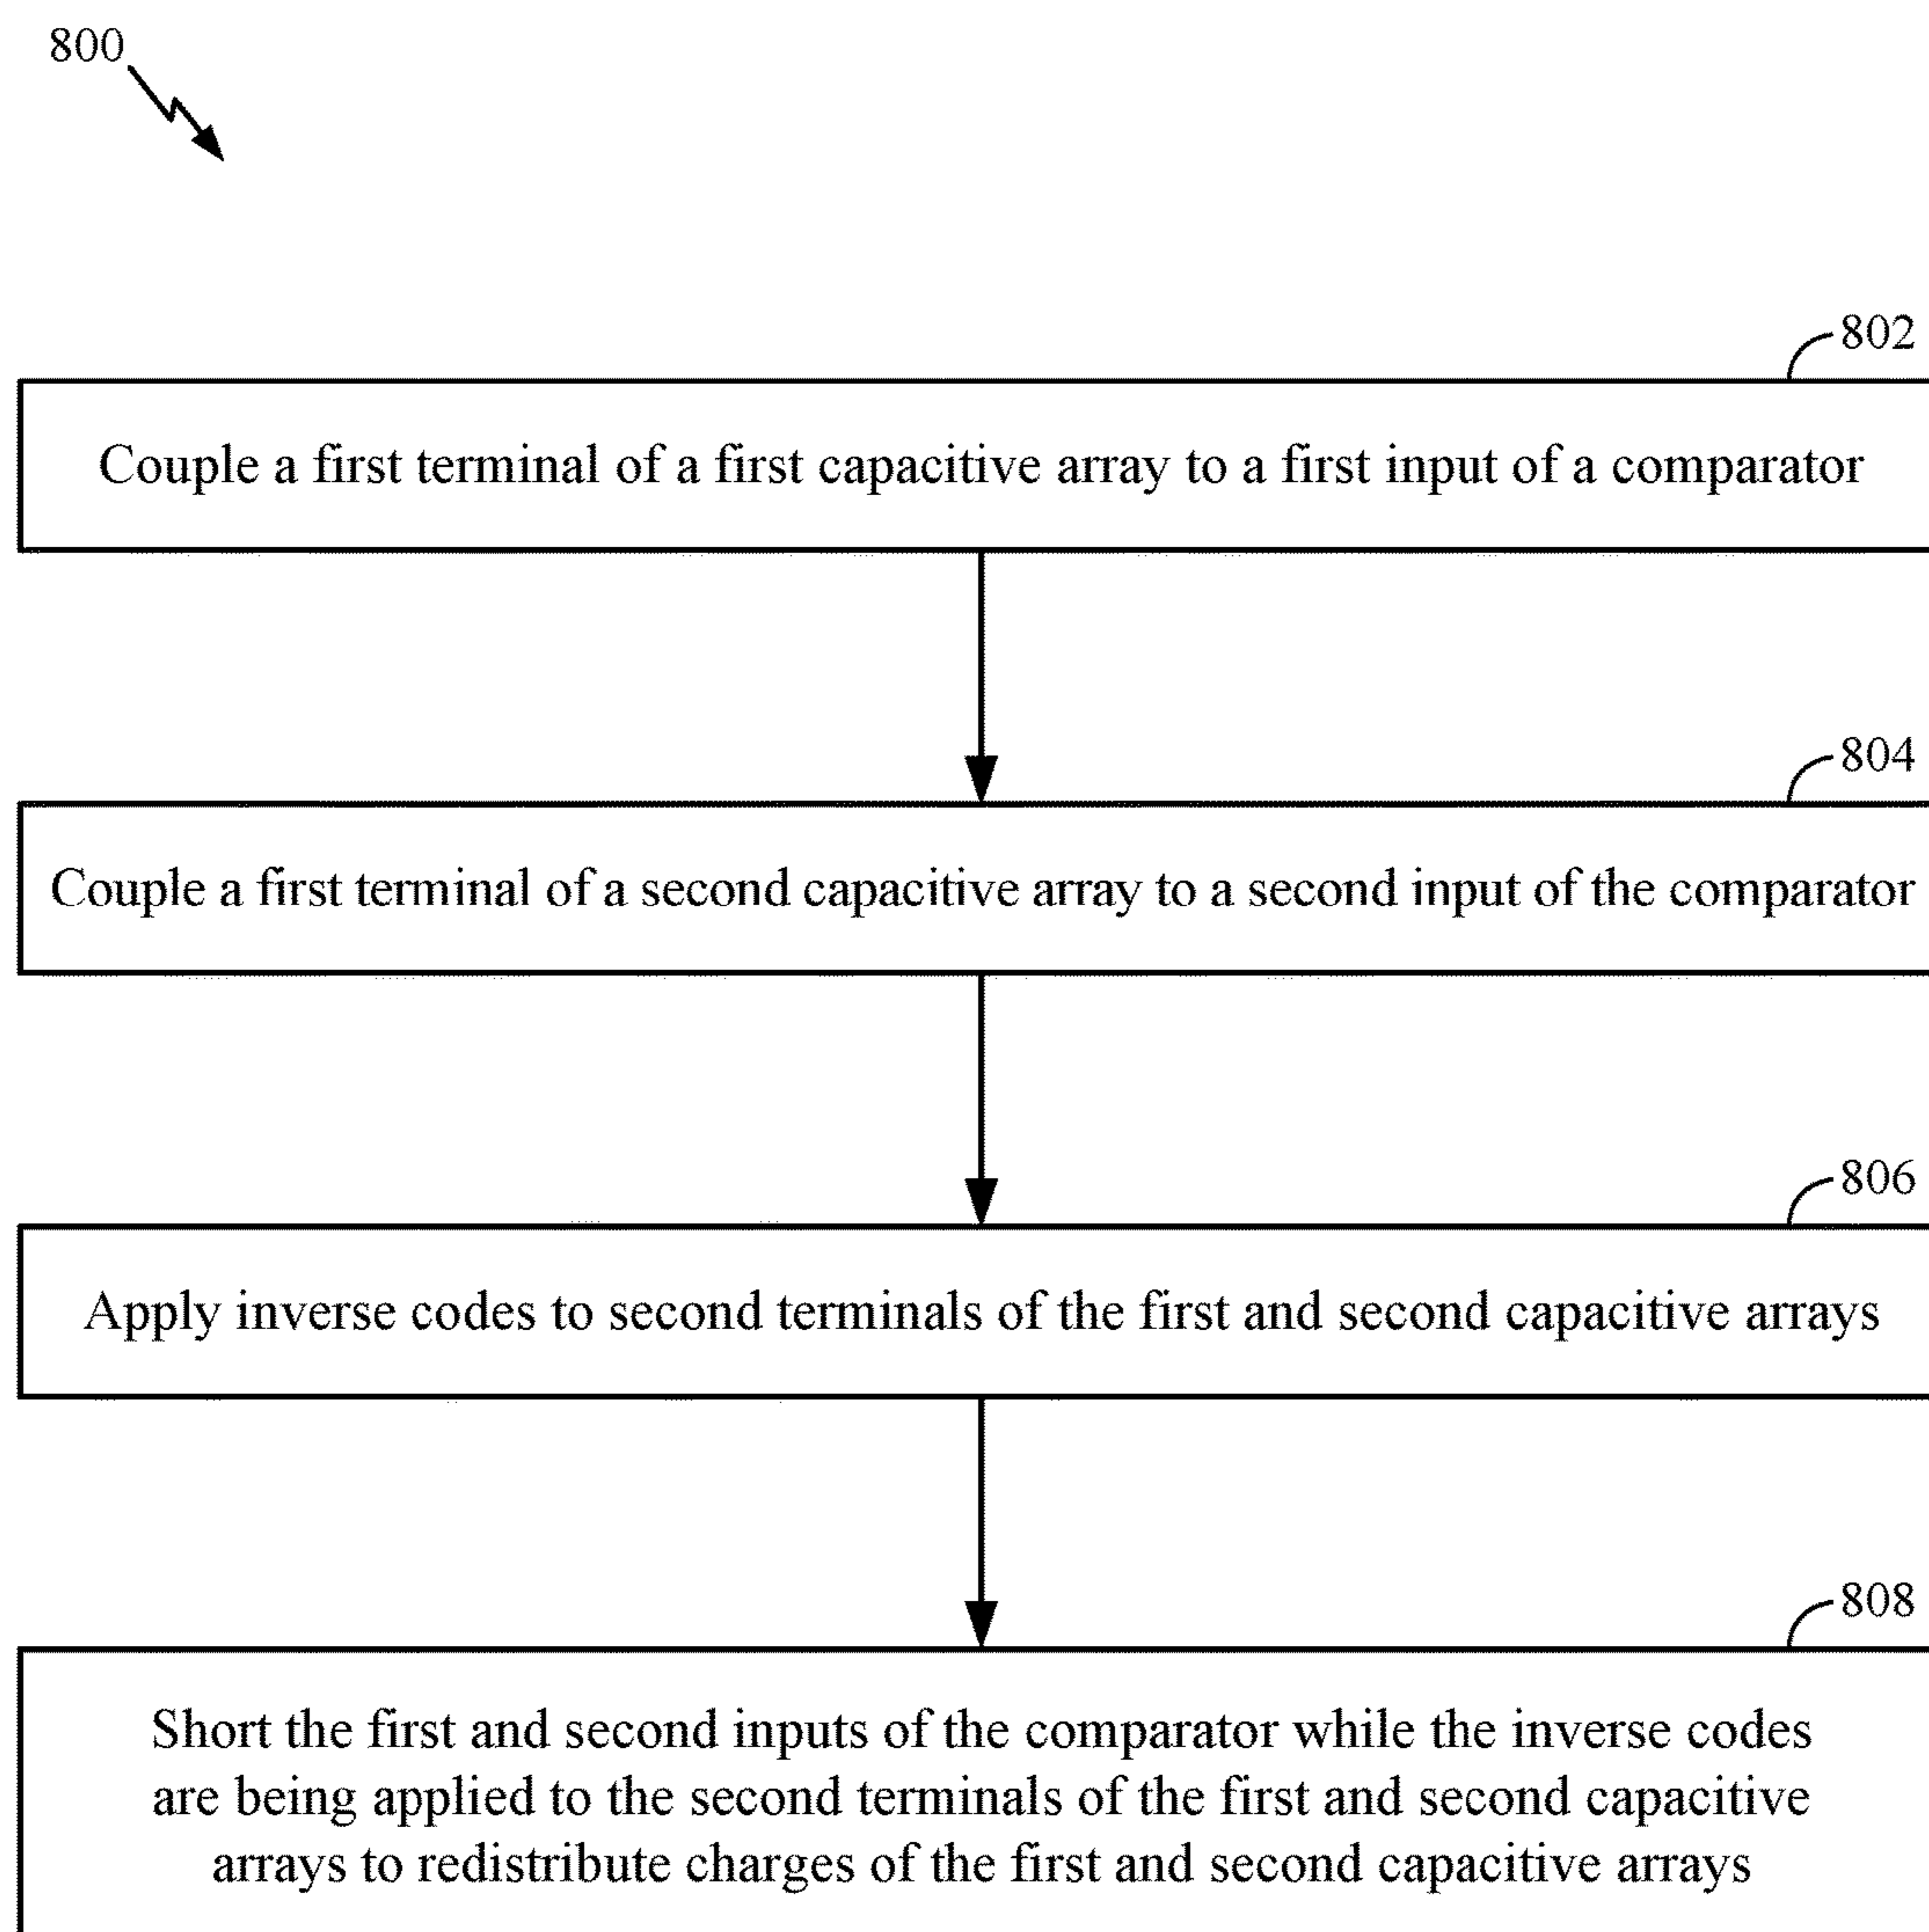 800
802
Couple a first terminal of a first capacitive array to a first input of a comparator
804
Couple a first terminal of a second capacitive array to a second input of the comparator
806
Apply inverse codes to second terminals of the first and second capacitive arrays
808
Short the first and second inputs of the comparator while the inverse codes
are being applied to the second terminals of the first and second capacitive
arrays to redistribute charges of the first and second capacitive arrays